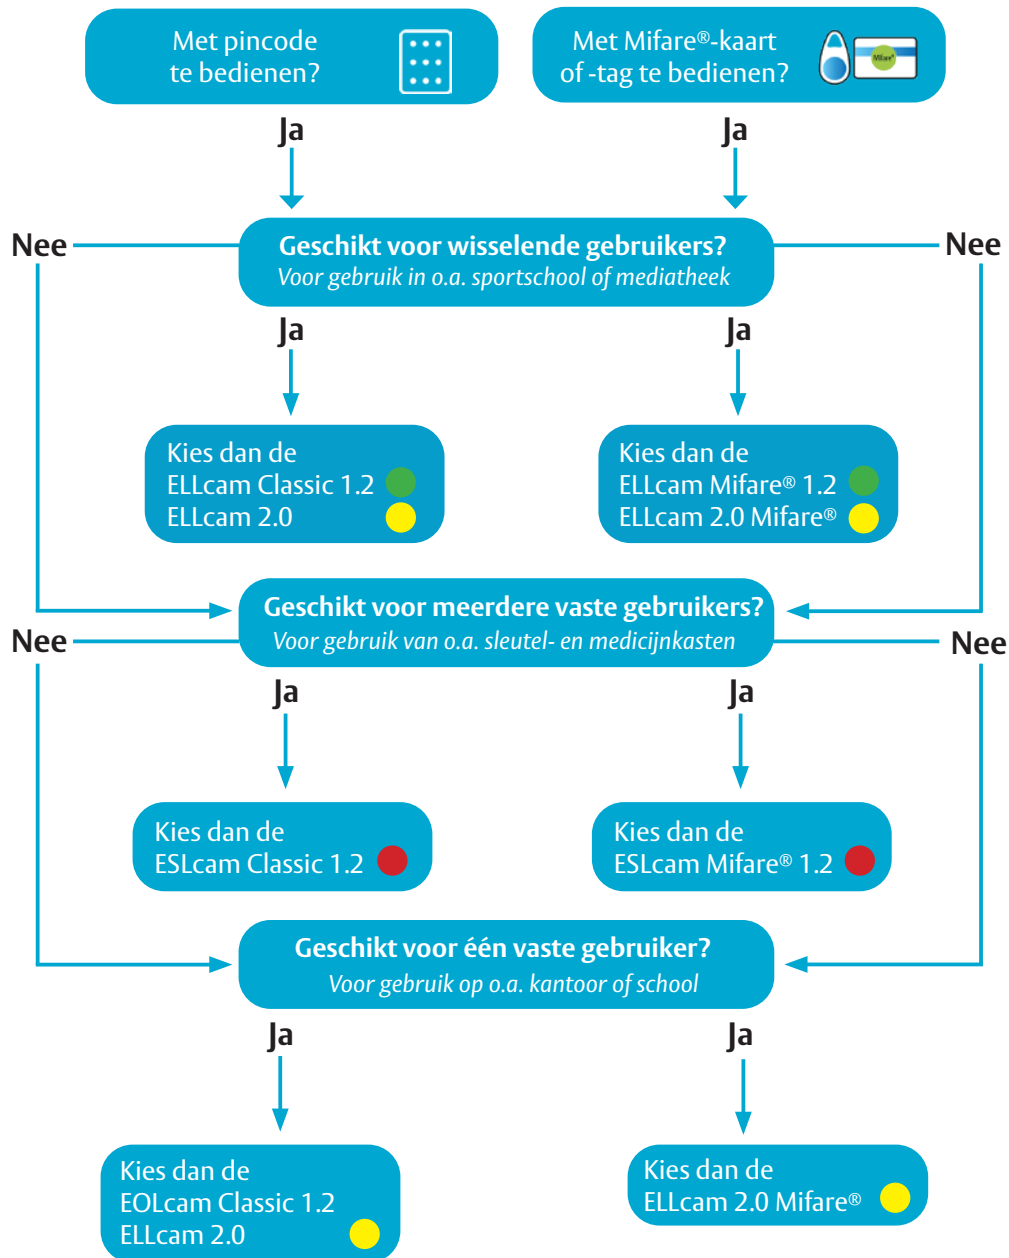 Met pincode
te bedienen?
Met Mifare®-kaart
of -tag te bedienen?
Mifare®
Ja
Ja
Nee
Geschikt voor wisselende gebruikers?
Voor gebruik in o.a. sportschool of mediatheek
Nee
Ja
Ja
Kies dan de
ELLcam Classic 1.2
ELLcam 2.0
Kies dan de
ELLcam Mifare® 1.2
ELLcam 2.0 Mifare®
Geschikt voor meerdere vaste gebruikers?
Voor gebruik van o.a. sleutel- en medicijnkasten
Nee
Nee
Ja
Ja
Kies dan de
ESLcam Classic 1.2
Kies dan de
ESLcam Mifare® 1.2
Geschikt voor één vaste gebruiker?
Voor gebruik op o.a. kantoor of school
Ja
Ja
Kies dan de
EOLcam Classic 1.2
ELLcam 2.0
Kies dan de
ELLcam 2.0 Mifare®